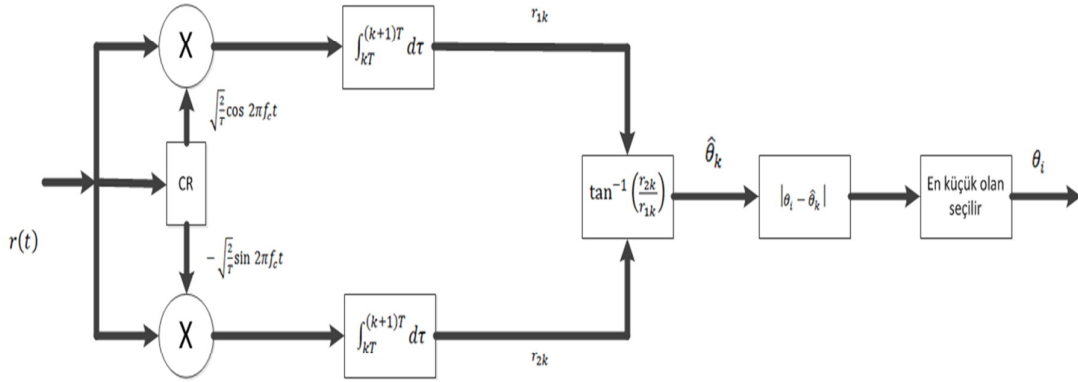 r(t)
X
√(2/T) cos 2πf_c t
CR
− √(2/T) sin 2πf_c t
X
∫_{kT}^{(k+1)T} dτ
r_{1k}
∫_{kT}^{(k+1)T} dτ
r_{2k}
tan⁻¹(r_{2k}/r_{1k})
θ̂_k
|θ_i − θ̂_k|
En küçük olan
seçilir
θ_i